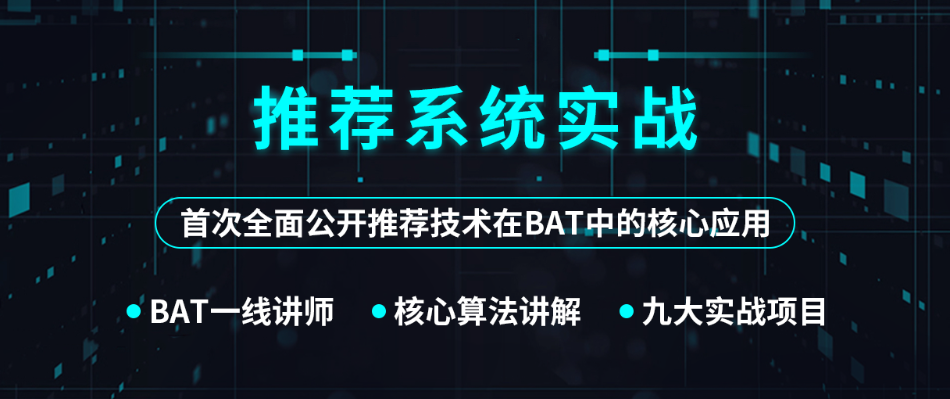 推荐系统实战
首次全面公开推荐技术在BAT中的核心应用
BAT一线讲师 核心算法讲解 九大实战项目